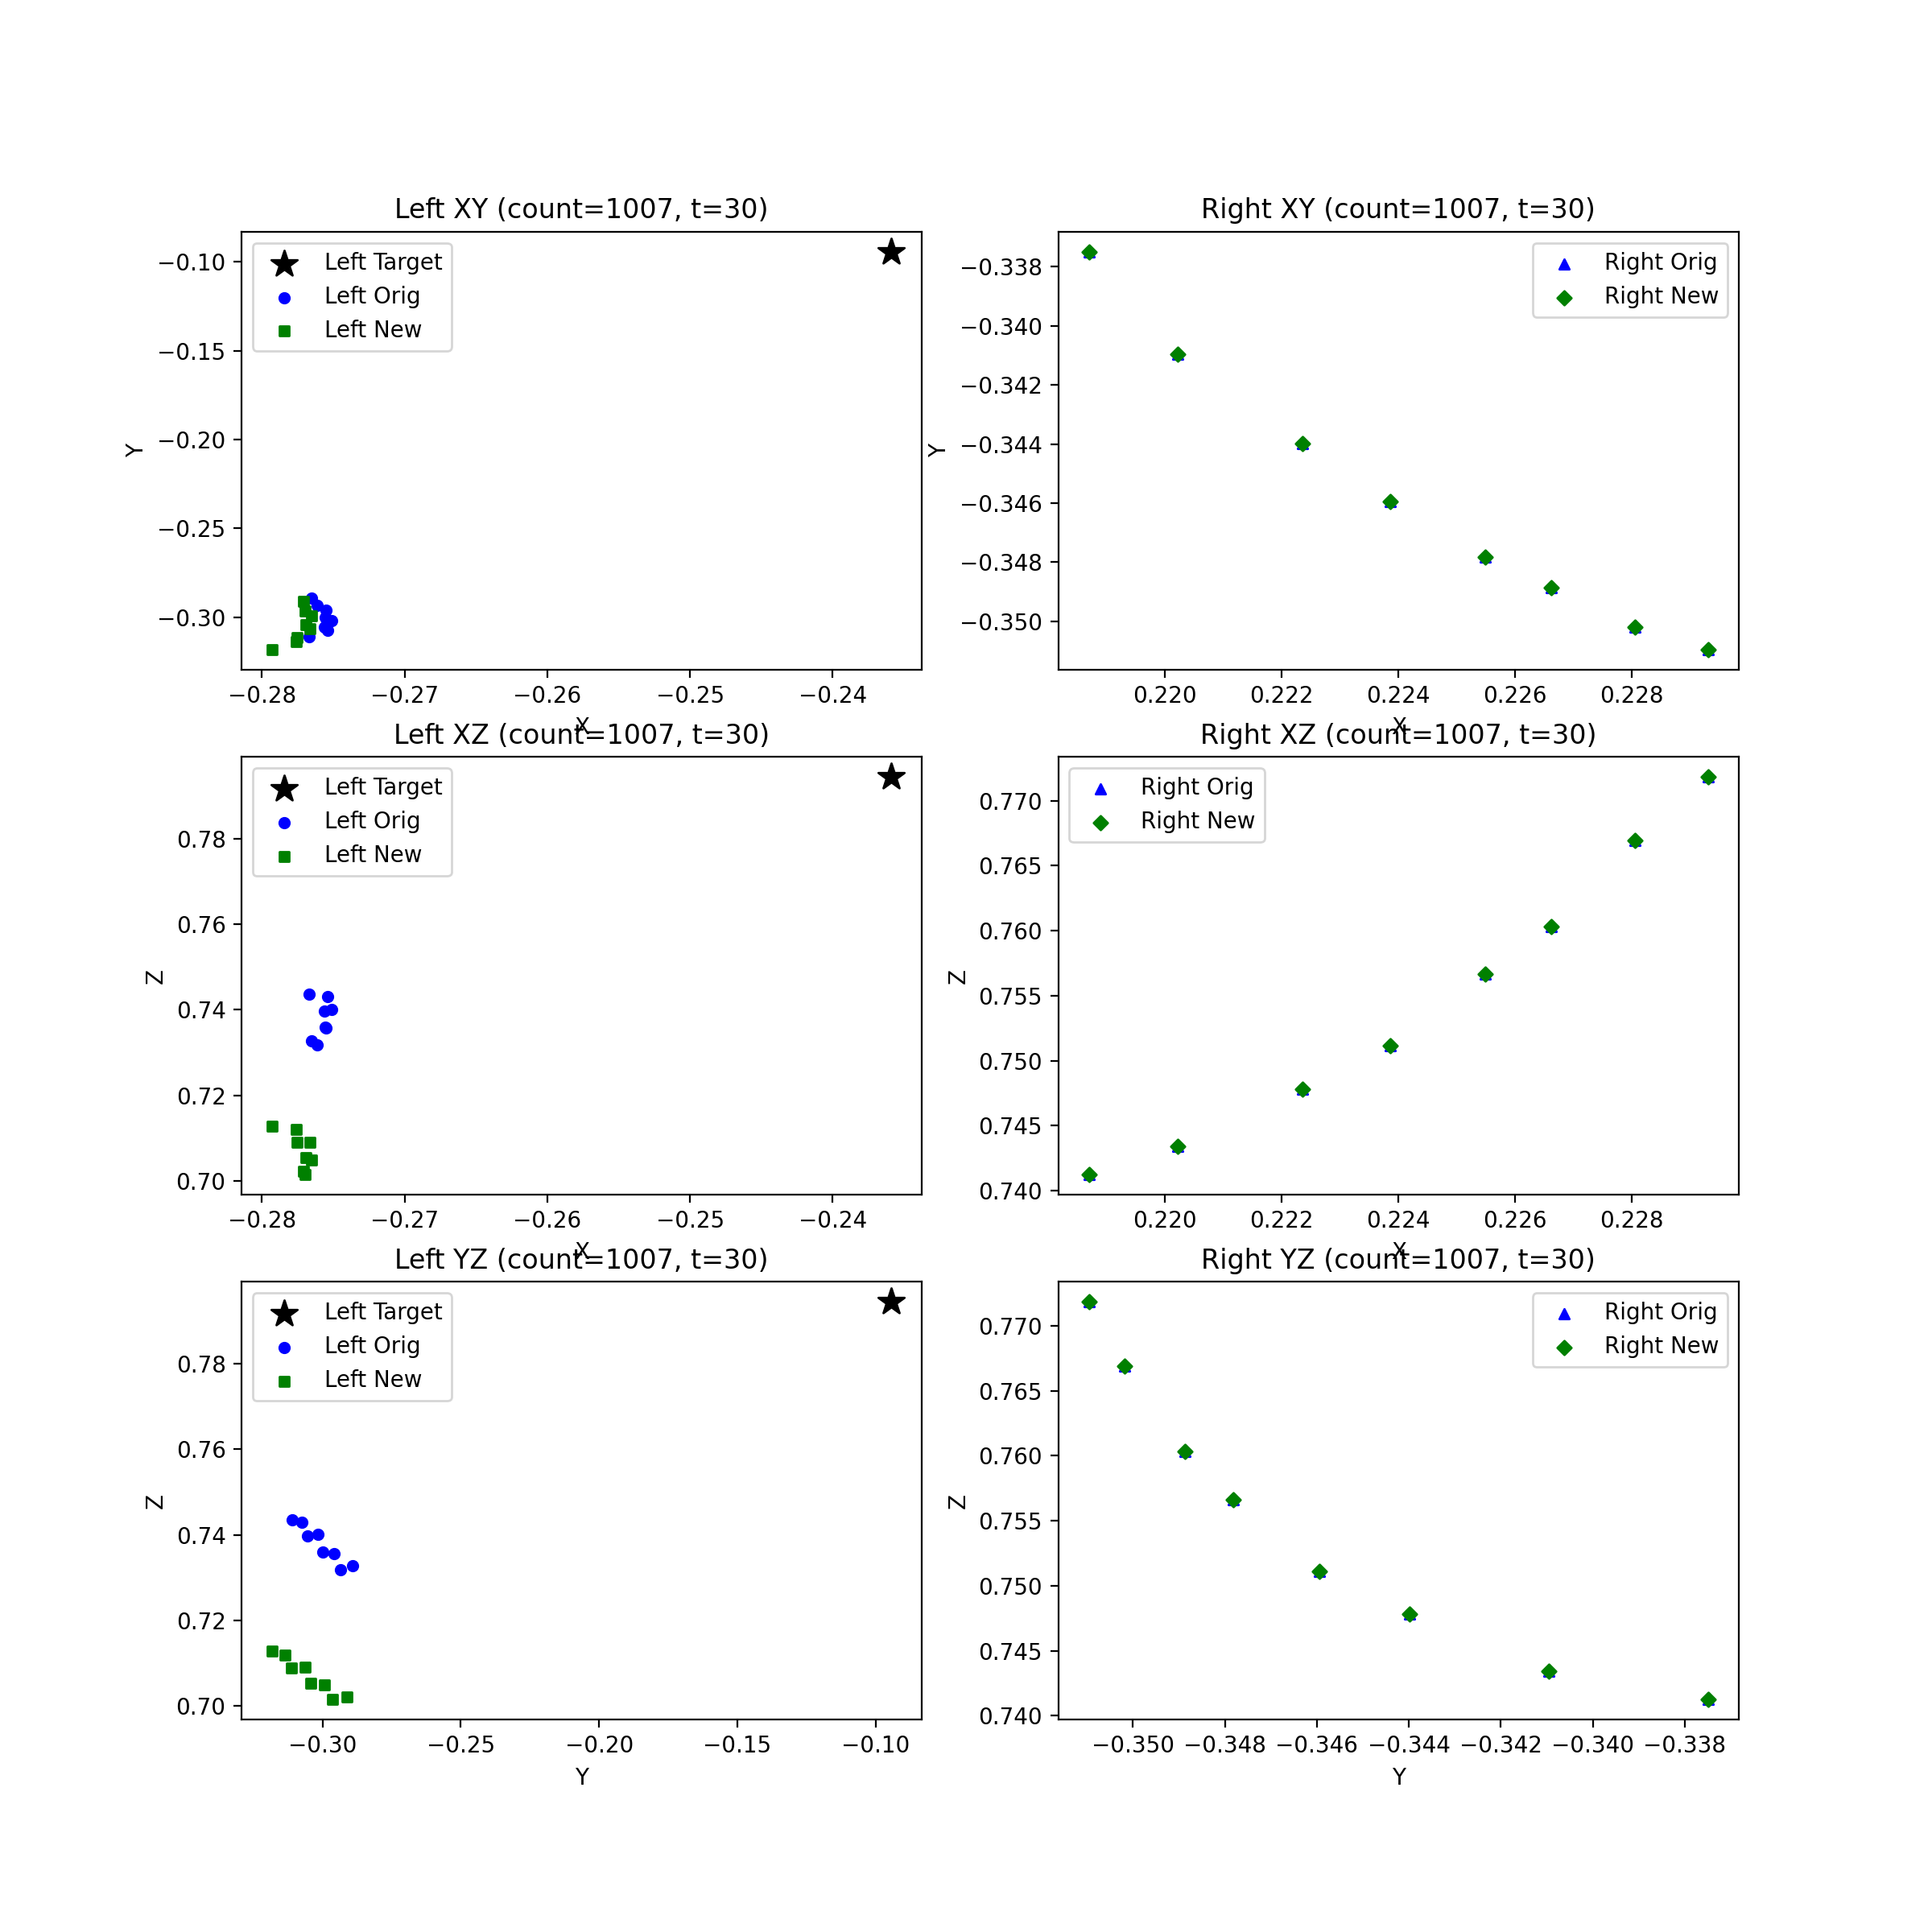 Left XY (count=1007, t=30)
Left Target
Left Orig
Left New
−0.10
−0.15
−0.20
−0.25
−0.30
Y
−0.28
−0.27
−0.26
−0.25
−0.24
X
Right XY (count=1007, t=30)
Right Orig
Right New
−0.338
−0.340
−0.342
−0.344
−0.346
−0.348
−0.350
Y
0.220
0.222
0.224
0.226
0.228
X
Left XZ (count=1007, t=30)
Left Target
Left Orig
Left New
0.78
0.76
0.74
0.72
0.70
Z
−0.28
−0.27
−0.26
−0.25
−0.24
X
Right XZ (count=1007, t=30)
Right Orig
Right New
0.770
0.765
0.760
0.755
0.750
0.745
0.740
Z
0.220
0.222
0.224
0.226
0.228
X
Left YZ (count=1007, t=30)
Left Target
Left Orig
Left New
0.78
0.76
0.74
0.72
0.70
Z
−0.30
−0.25
−0.20
−0.15
−0.10
Y
Right YZ (count=1007, t=30)
Right Orig
Right New
0.770
0.765
0.760
0.755
0.750
0.745
0.740
Z
−0.350
−0.348
−0.346
−0.344
−0.342
−0.340
−0.338
Y